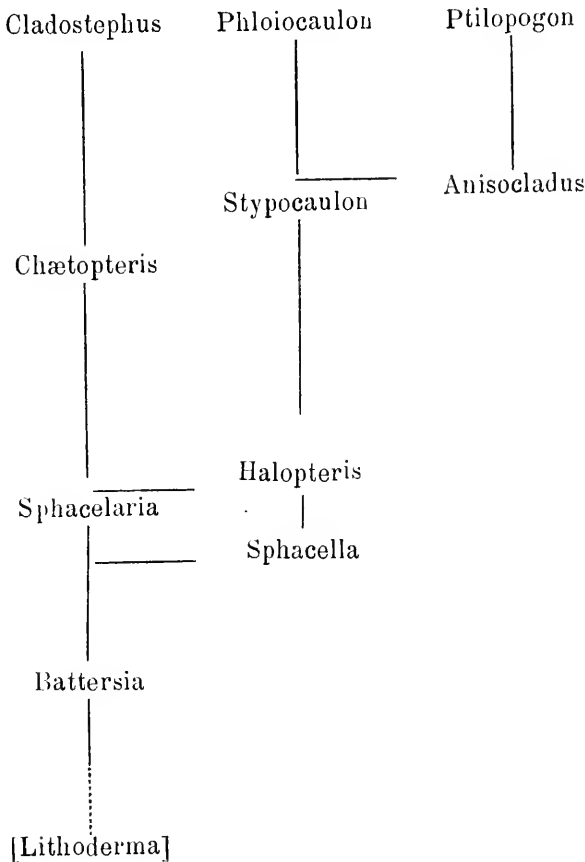 Cladostephus Phloiocaulon Ptilopogon
Stypocaulon Anisocladus
Chætopteris
Halopteris
Sphacelaria
Sphacella
Battersia
[Lithoderma]